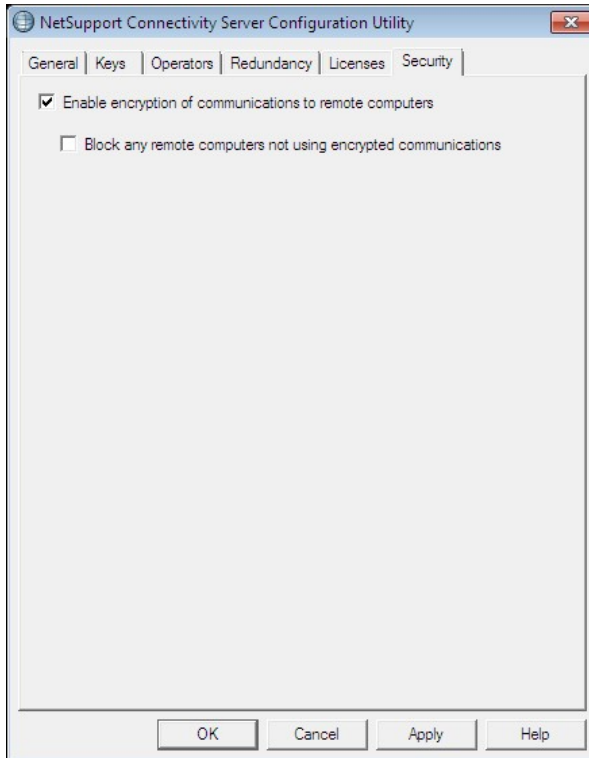 NetSupport Connectivity Server Configuration Utility
General Keys Operators Redundancy Licenses Security
Enable encryption of communications to remote computers
Block any remote computers not using encrypted communications
OK Cancel Apply Help